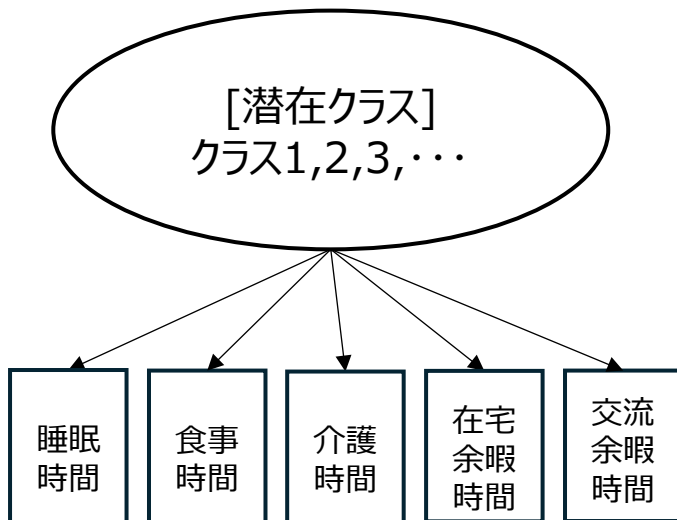 [潜在クラス]
クラス1,2,3,・・・
睡眠
時間
食事
時間
介護
時間
在宅
余暇
時間
交流
余暇
時間